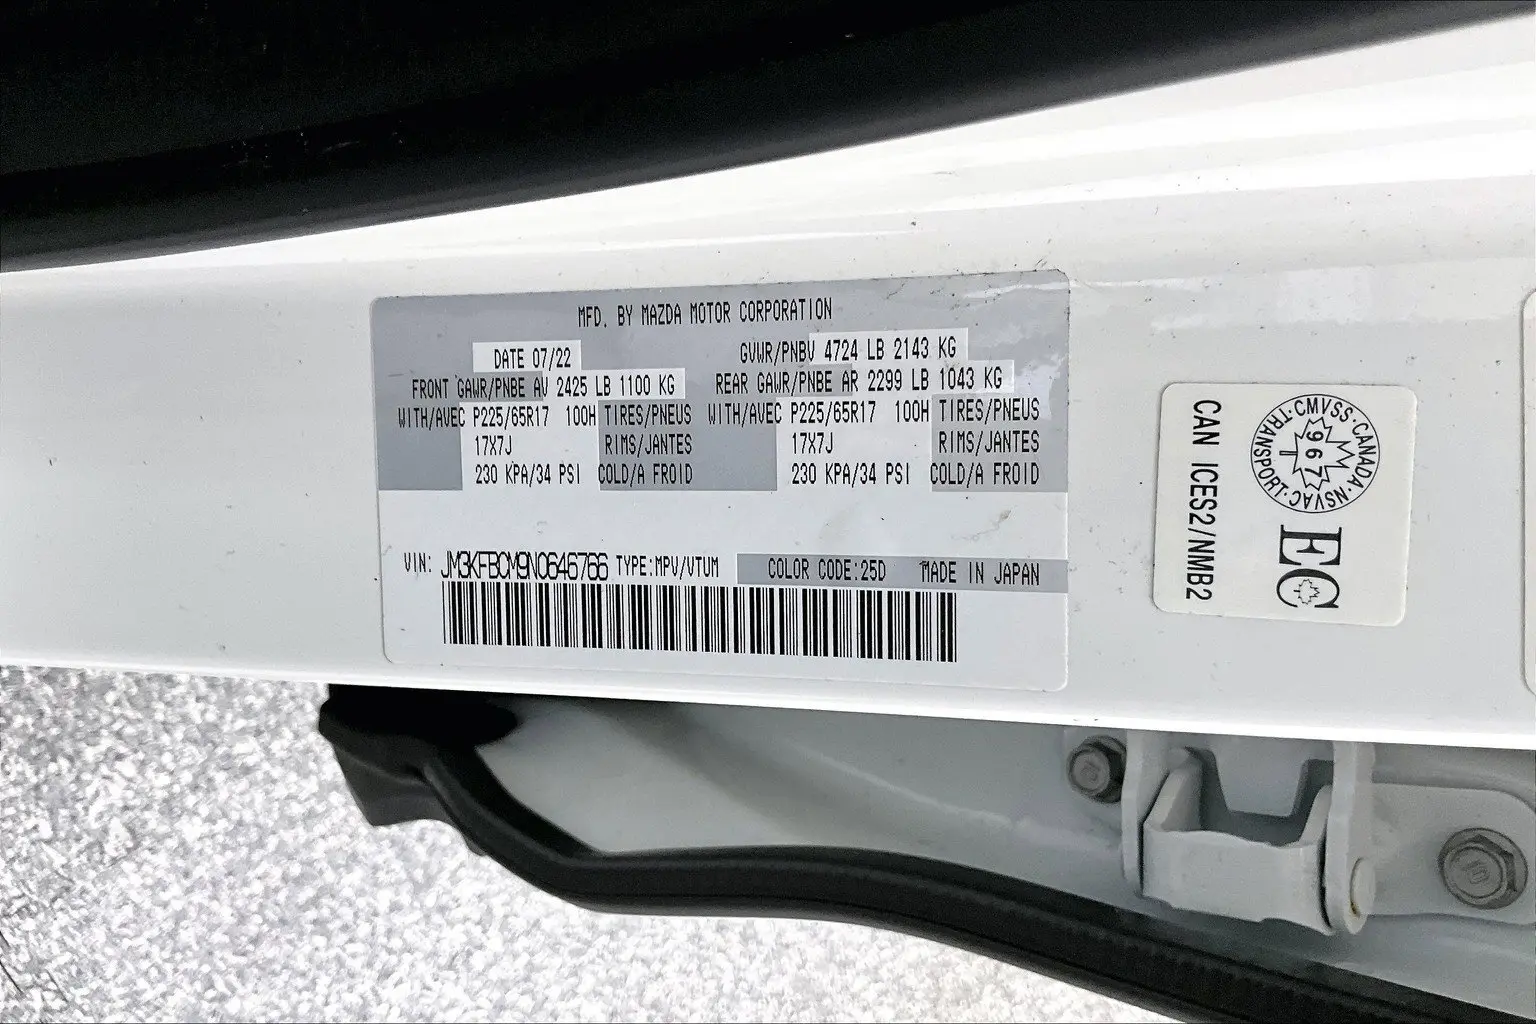 MFD. BY MAZDA MOTOR CORPORATION
DATE 07/22 GVWR/PNBV 4724 LB 2143 KG
FRONT GAWR/PNBE AV 2425 LB 1100 KG REAR GAWR/PNBE AR 2299 LB 1043 KG
WITH/AVEC P225/65R17 100H TIRES/PNEUS WITH/AVEC P225/65R17 100H TIRES/PNEUS
17X7J RIMS/JANTES 17X7J RIMS/JANTES
230 KPA/34 PSI COLD/A FROID 230 KPA/34 PSI COLD/A FROID
VIN: JM3KFBCM9N0646766 TYPE:MPV/VTUM COLOR CODE:25D MADE IN JAPAN
CAN ICES2/NMB2
TRANSPORT·CMVSS·CANADA·NSVAC·
967
EC